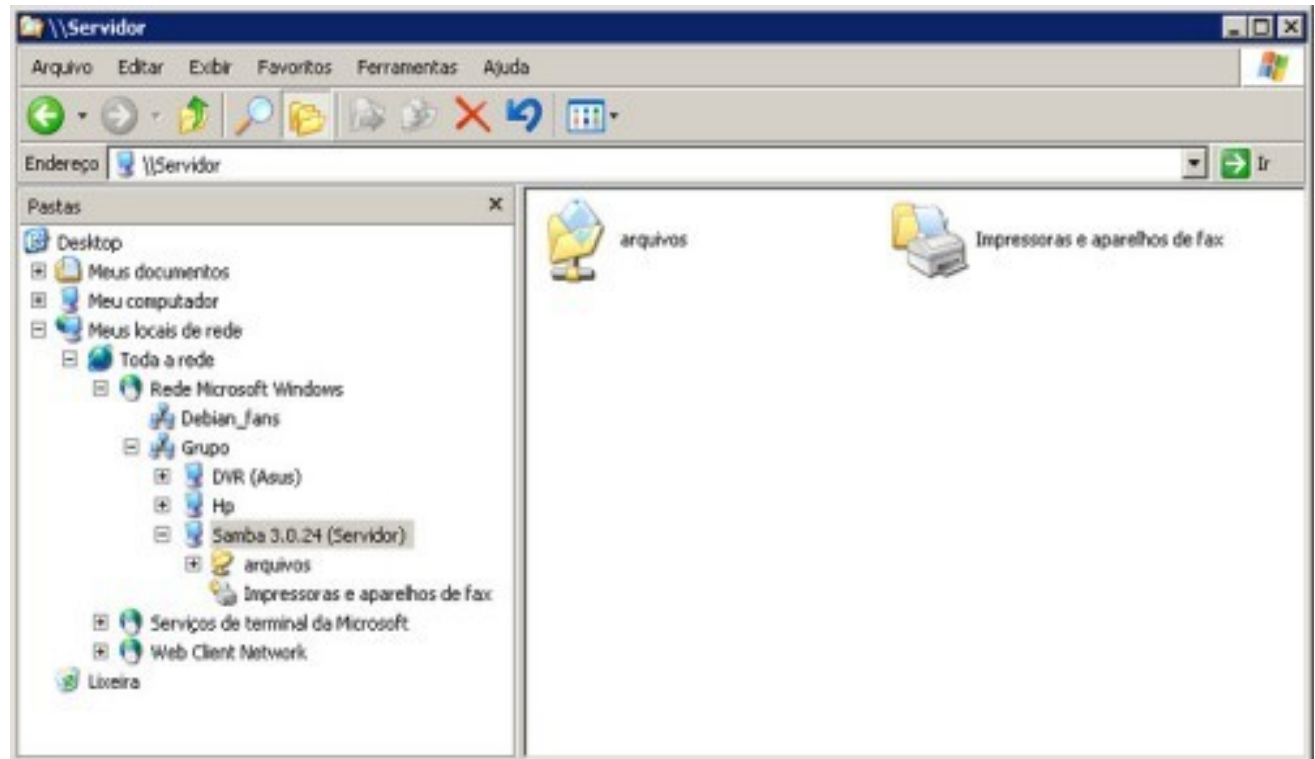 \\Servidor
Arquivo Editar Exibir Favoritos Ferramentas Ajuda
Endereço \\Servidor Ir
Pastas
Desktop
Meus documentos
Meu computador
Meus locais de rede
Toda a rede
Rede Microsoft Windows
Debian_fans
Grupo
DVR (Asus)
Hp
Samba 3.0.24 (Servidor)
arquivos
Impressoras e aparelhos de fax
Serviços de terminal da Microsoft
Web Client Network
Lixeira
arquivos
Impressoras e aparelhos de fax